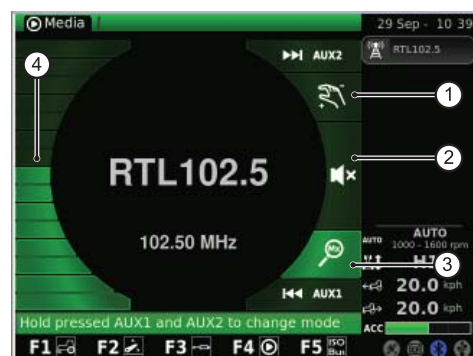 Media
29 Sep - 10 39
AUX2
RTL102.5
1
4
2
RTL102.5
102.50 MHz
Mx
3
AUTO
AUTO
1000 - 1600 rpm
20.0 kph
AUX1
20.0 kph
Hold pressed AUX1 and AUX2 to change mode
ACC
F1 F2 F3 F4 F5 ISO